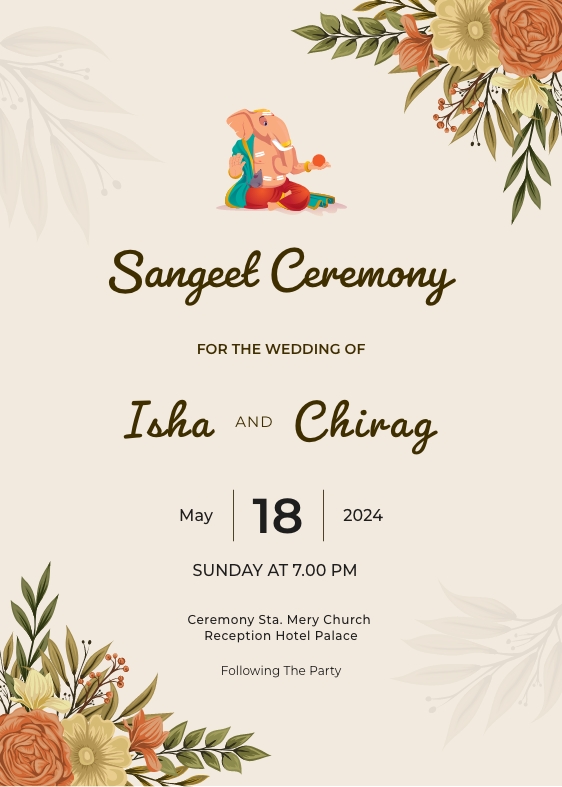 Sangeet Ceremony
FOR THE WEDDING OF
Isha AND Chirag
May 18 2024
SUNDAY AT 7.00 PM
Ceremony Sta. Mery Church
Reception Hotel Palace
Following The Party